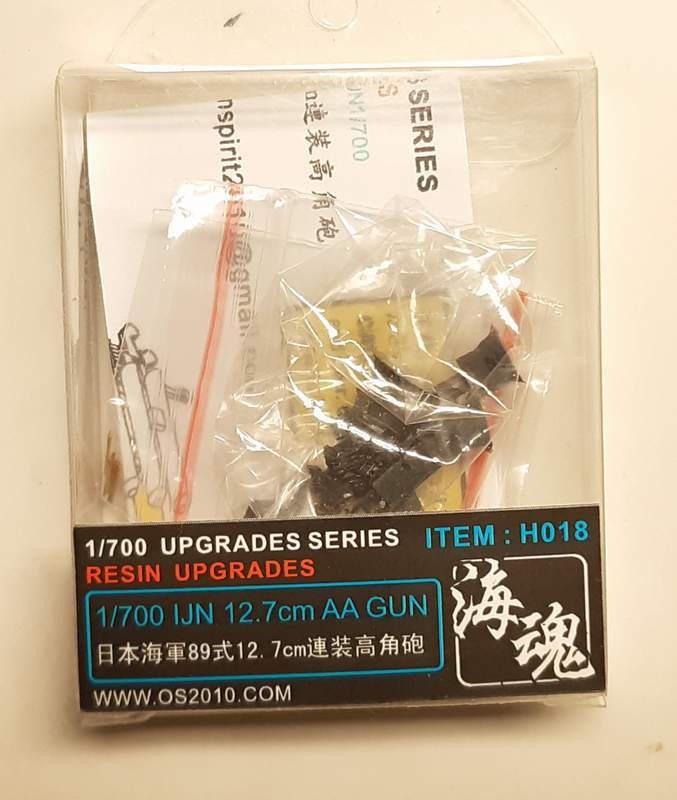 SERIES
1/700
連装高角砲
1/700 UPGRADES SERIES
ITEM : H018
RESIN UPGRADES
1/700 IJN 12.7cm AA GUN
日本海軍89式12.7cm連装高角砲
海魂
WWW.OS2010.COM